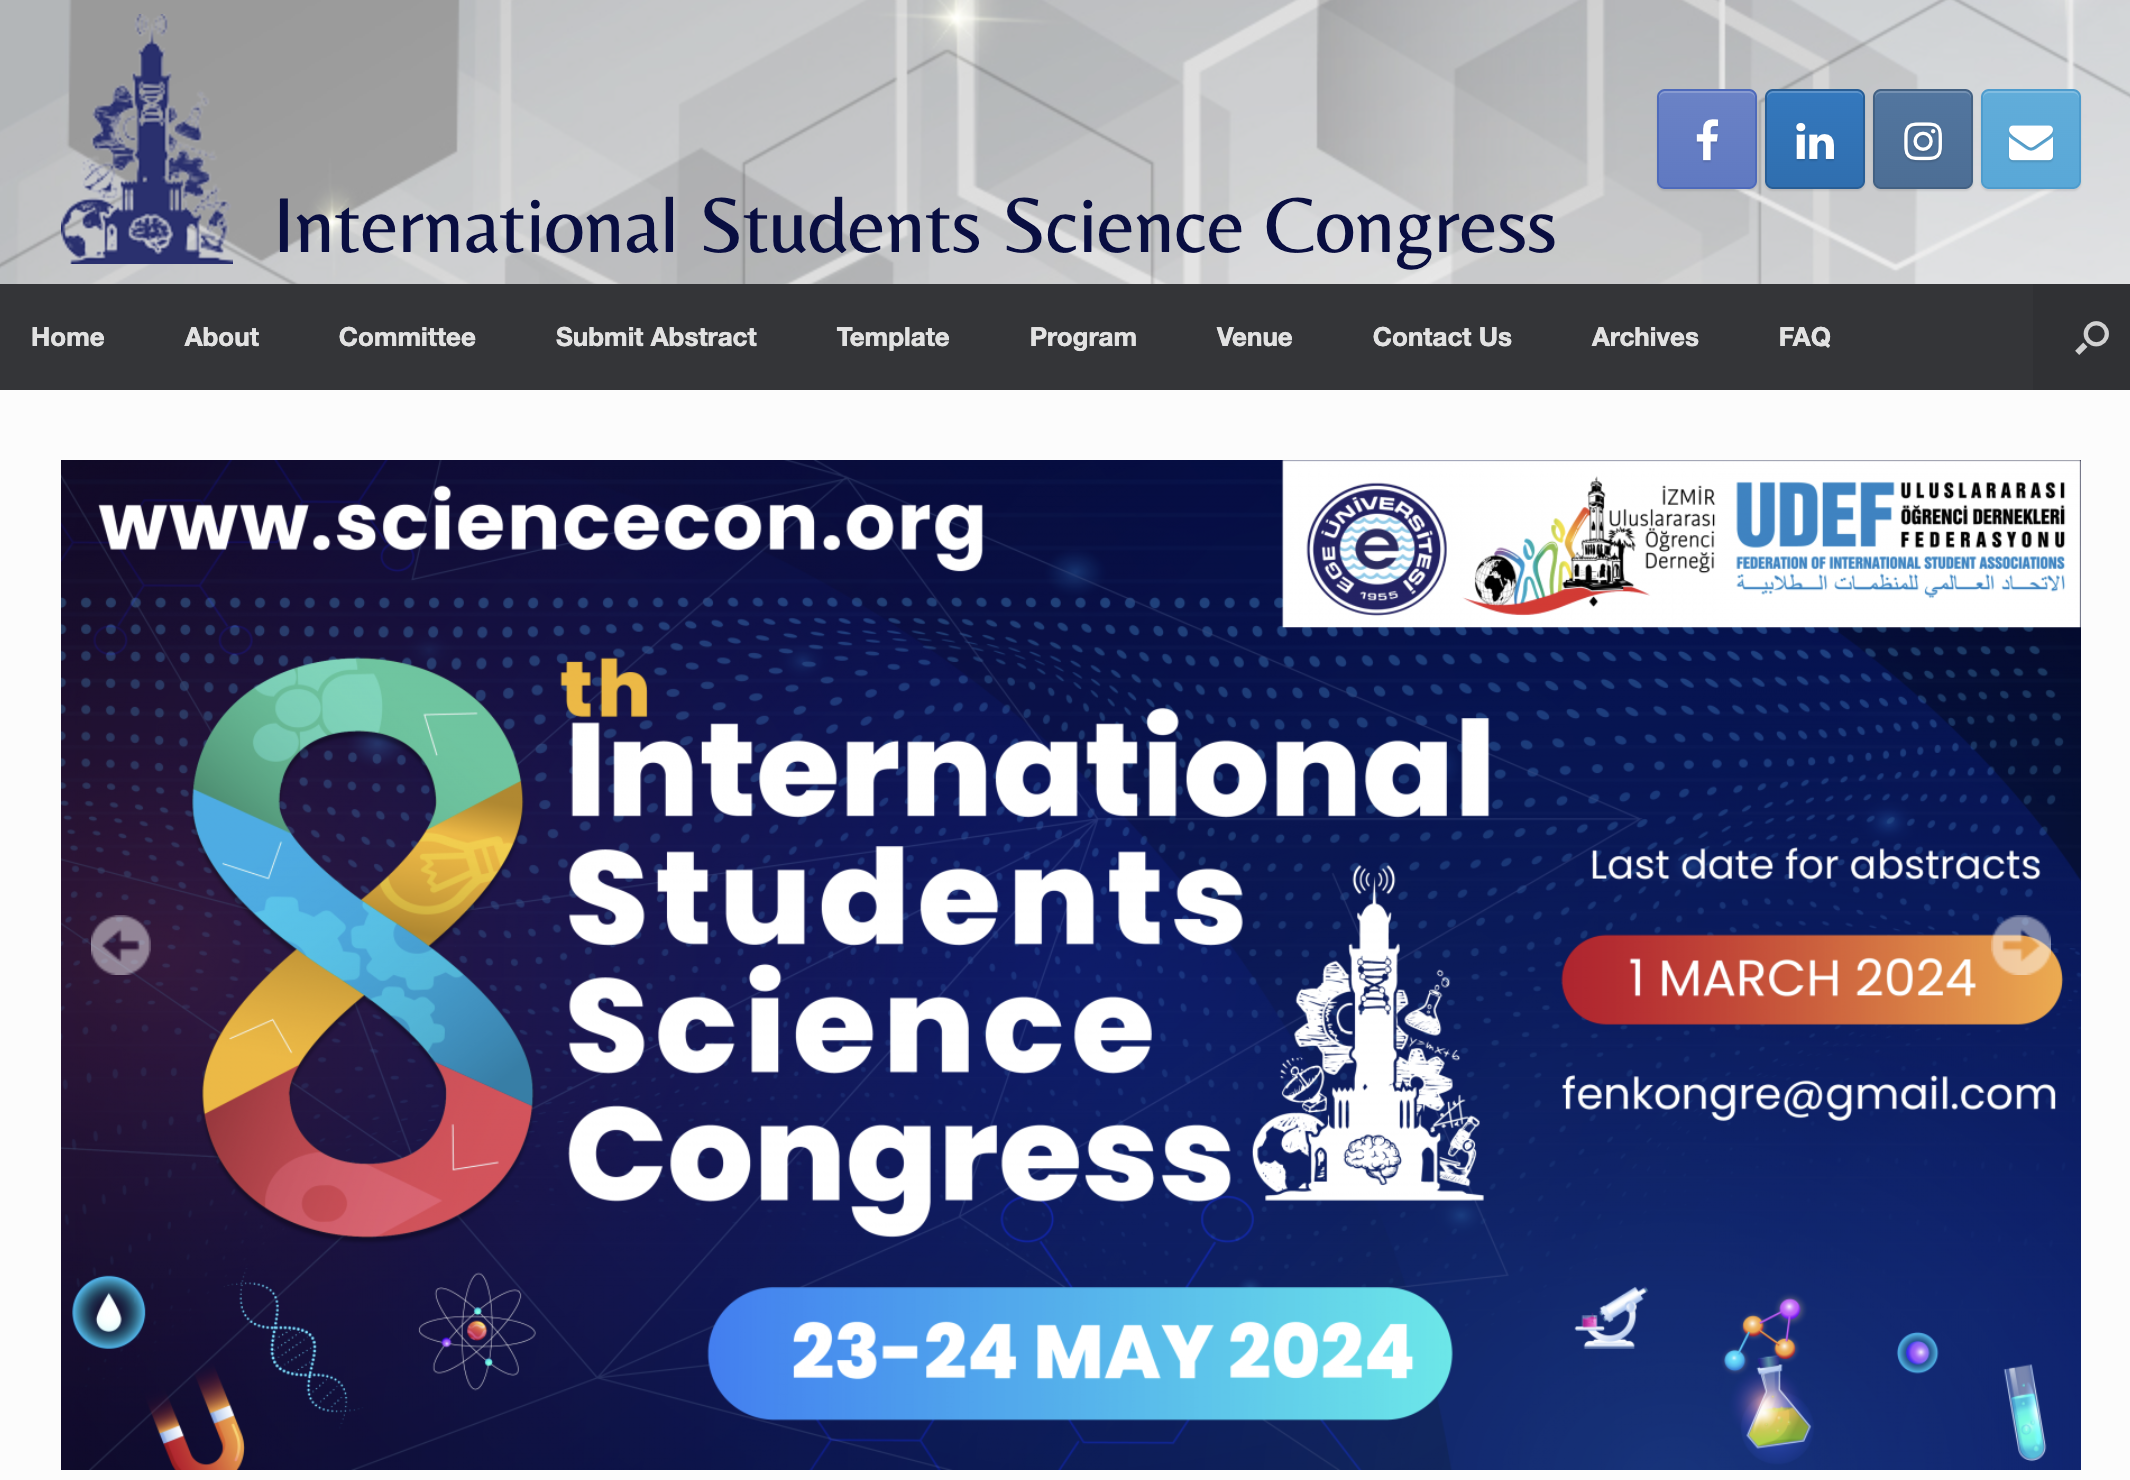 International Students Science Congress
Home About Committee Submit Abstract Template Program Venue Contact Us Archives FAQ
www.sciencecon.org
EGE ÜNİVERSİTESİ
e
1955
İZMİR
Uluslararası
Öğrenci
Derneği
UDEF
ULUSLARARASI
ÖĞRENCİ DERNEKLERİ
FEDERASYONU
FEDERATION OF INTERNATIONAL STUDENT ASSOCIATIONS
الاتحاد العالمي للمنظمات الطلابية
8th
International
Students
Science
Congress
y=mx+b
Last date for abstracts
1 MARCH 2024
fenkongre@gmail.com
23-24 MAY 2024